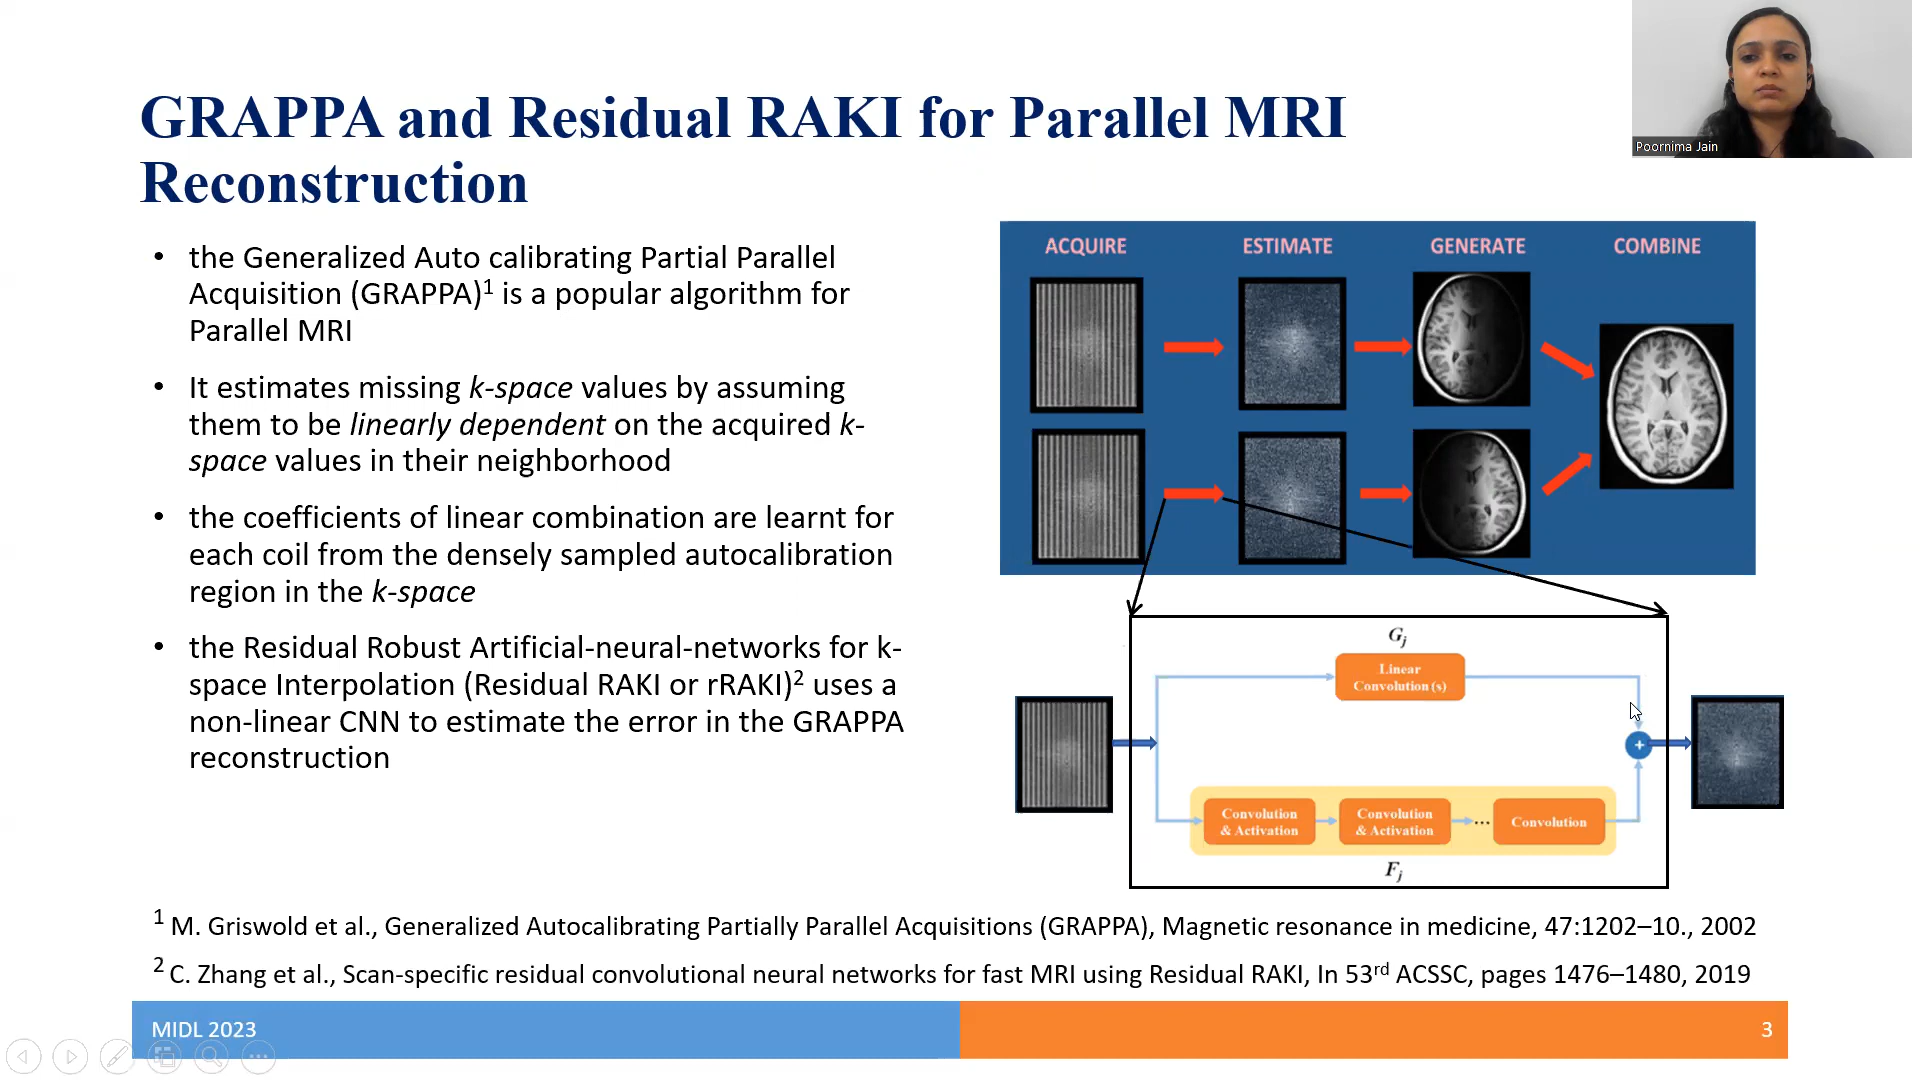 Poornima Jain
GRAPPA and Residual RAKI for Parallel MRI
Reconstruction
• the Generalized Auto calibrating Partial Parallel
Acquisition (GRAPPA)1 is a popular algorithm for
Parallel MRI
• It estimates missing k-space values by assuming
them to be linearly dependent on the acquired k-
space values in their neighborhood
• the coefficients of linear combination are learnt for
each coil from the densely sampled autocalibration
region in the k-space
• the Residual Robust Artificial-neural-networks for k-
space Interpolation (Residual RAKI or rRAKI)2 uses a
non-linear CNN to estimate the error in the GRAPPA
reconstruction
ACQUIRE ESTIMATE GENERATE COMBINE
Gj
Linear
Convolution(s)
+
Convolution
& Activation
Convolution
& Activation
...
Convolution
Fj
1 M. Griswold et al., Generalized Autocalibrating Partially Parallel Acquisitions (GRAPPA), Magnetic resonance in medicine, 47:1202–10., 2002
2 C. Zhang et al., Scan-specific residual convolutional neural networks for fast MRI using Residual RAKI, In 53rd ACSSC, pages 1476–1480, 2019
MIDL 2023
3